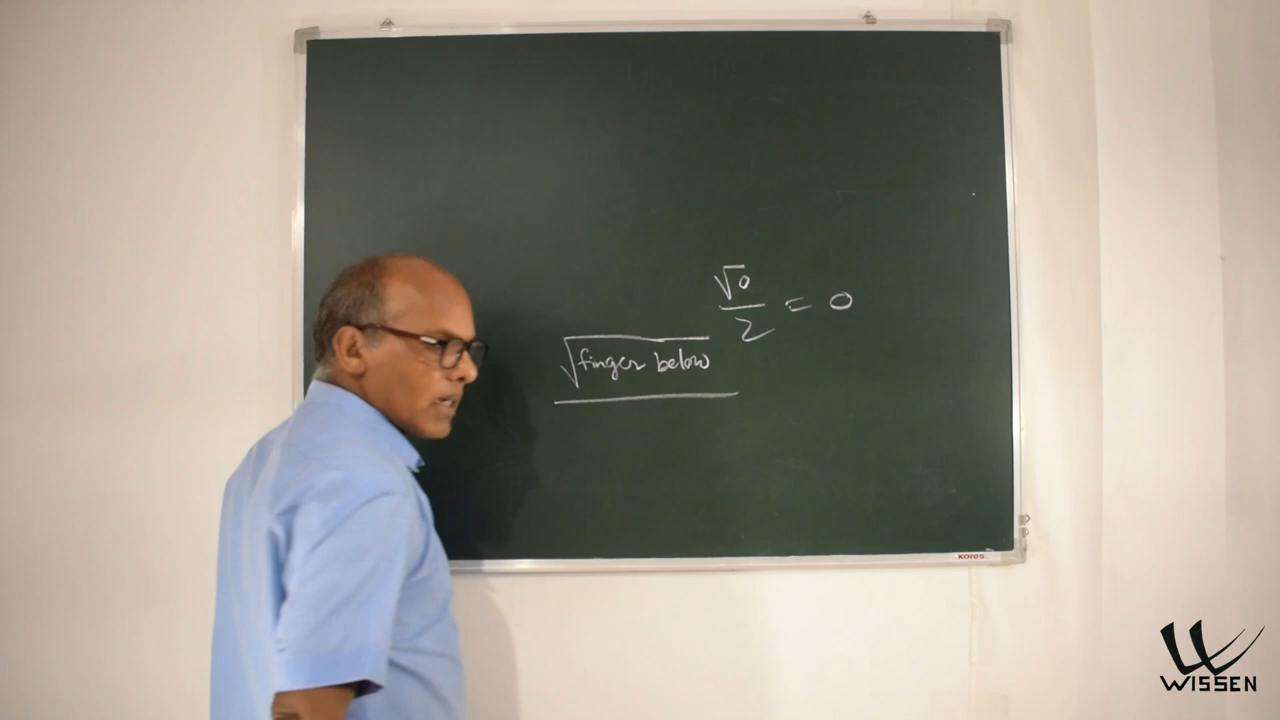 √0
2 = 0
√finger below
kores
WISSEN